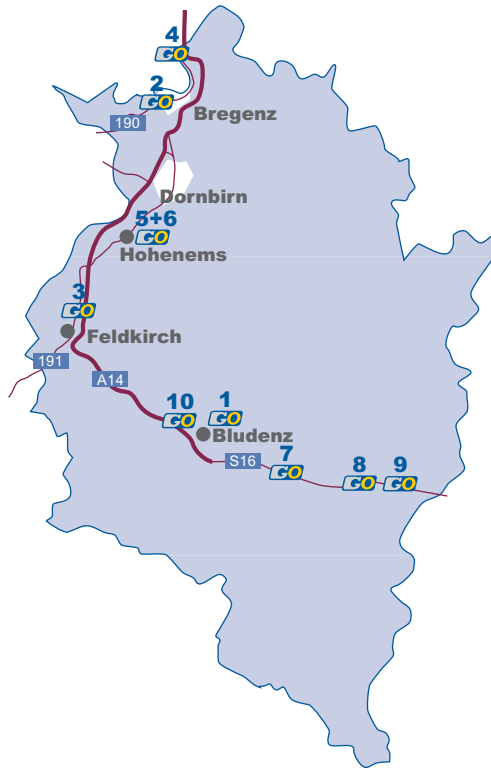 4
GO
2
GO
190
Bregenz
Dornbirn
5+6
GO
Hohenems
3
GO
Feldkirch
191
A14
10
GO
1
GO
Bludenz
S16
7
GO
8
GO
9
GO